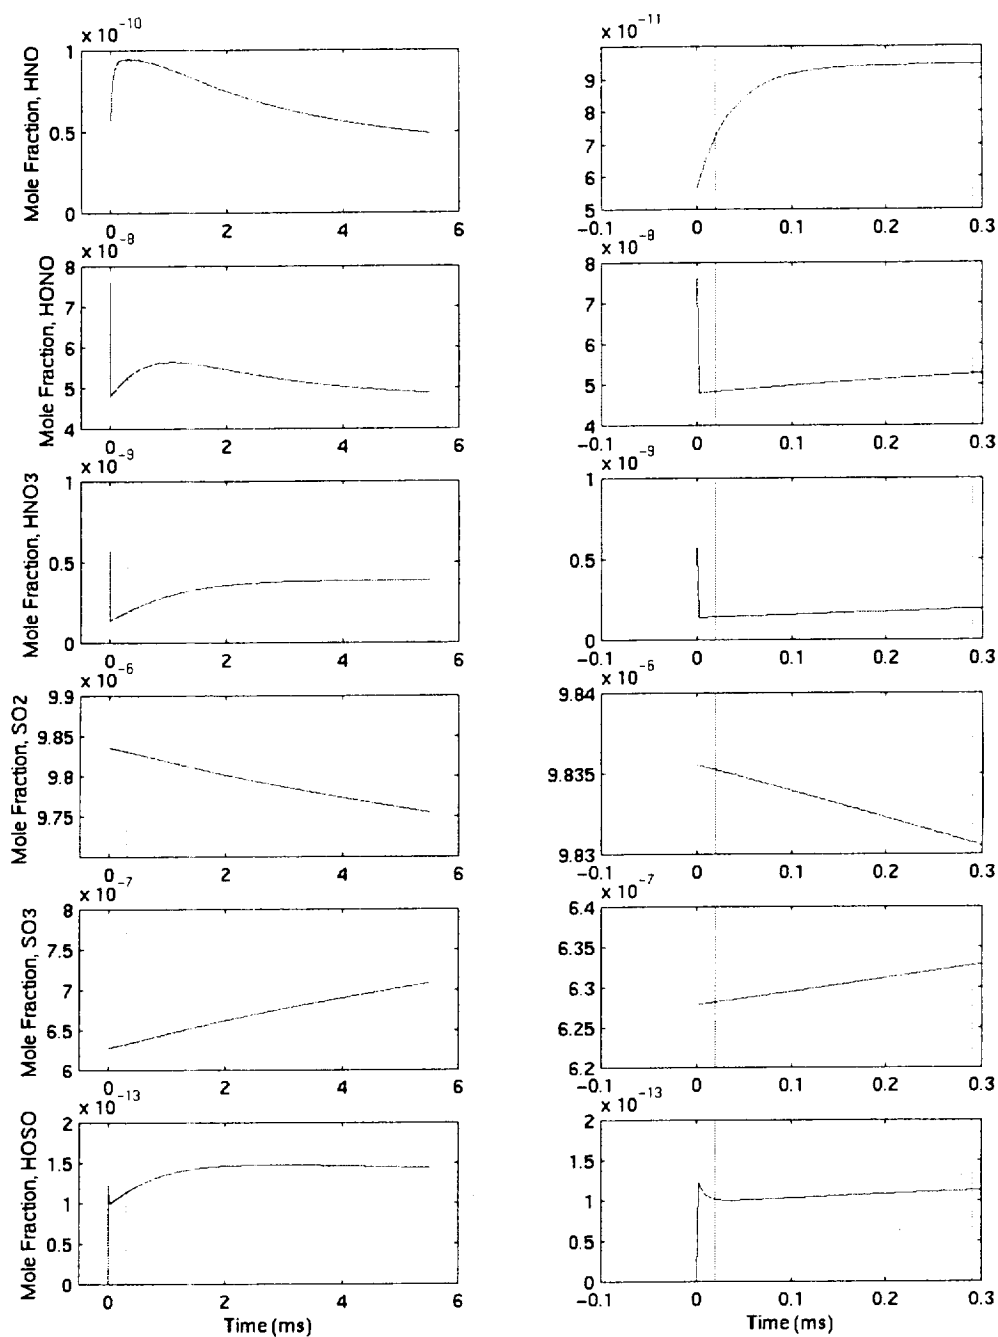 x 10^-10
Mole Fraction, HNO
1
0.5
0
0 2 4 6
x 10^-11
9
8
7
6
5
-0.1 0 0.1 0.2 0.3
x 10^-8
Mole Fraction, HONO
8
7
6
5
4
0 2 4 6
x 10^-8
8
7
6
5
4
-0.1 0 0.1 0.2 0.3
x 10^-9
Mole Fraction, HNO3
1
0.5
0
0 2 4 6
x 10^-9
1
0.5
0
-0.1 0 0.1 0.2 0.3
x 10^-6
Mole Fraction, SO2
9.9
9.85
9.8
9.75
x 10^-6
9.84
9.835
9.83
-0.1 0 0.1 0.2 0.3
0 2 4 6
x 10^-7
Mole Fraction, SO3
8
7.5
7
6.5
6
0 2 4 6
x 10^-7
6.4
6.35
6.3
6.25
6.2
-0.1 0 0.1 0.2 0.3
x 10^-13
Mole Fraction, HOSO
2
1.5
1
0.5
0
0 2 4 6
Time (ms)
x 10^-13
2
1.5
1
0.5
0
-0.1 0 0.1 0.2 0.3
Time (ms)